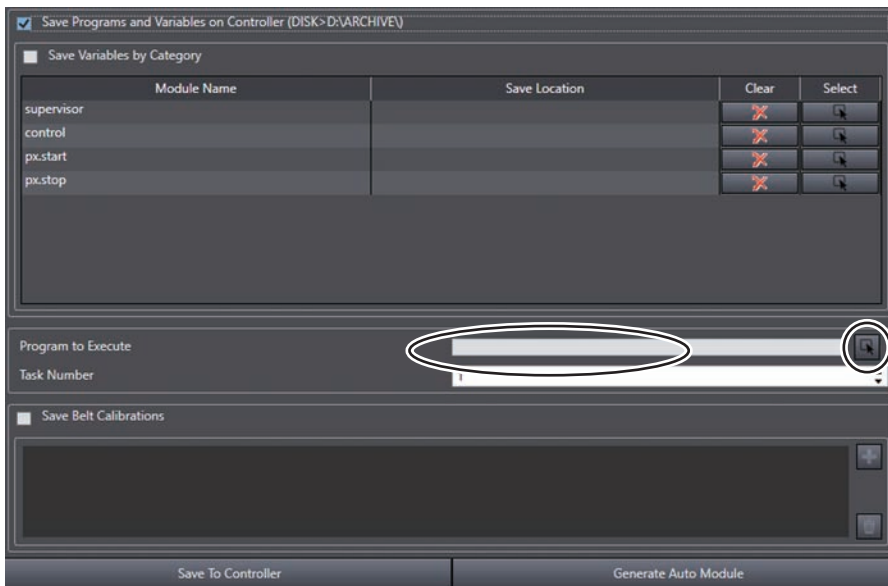 Save Programs and Variables on Controller (DISK>D:\ARCHIVE\)
Save Variables by Category
Module Name Save Location Clear Select
supervisor
control
px.start
px.stop
Program to Execute
Task Number 1
Save Belt Calibrations
Save To Controller Generate Auto Module